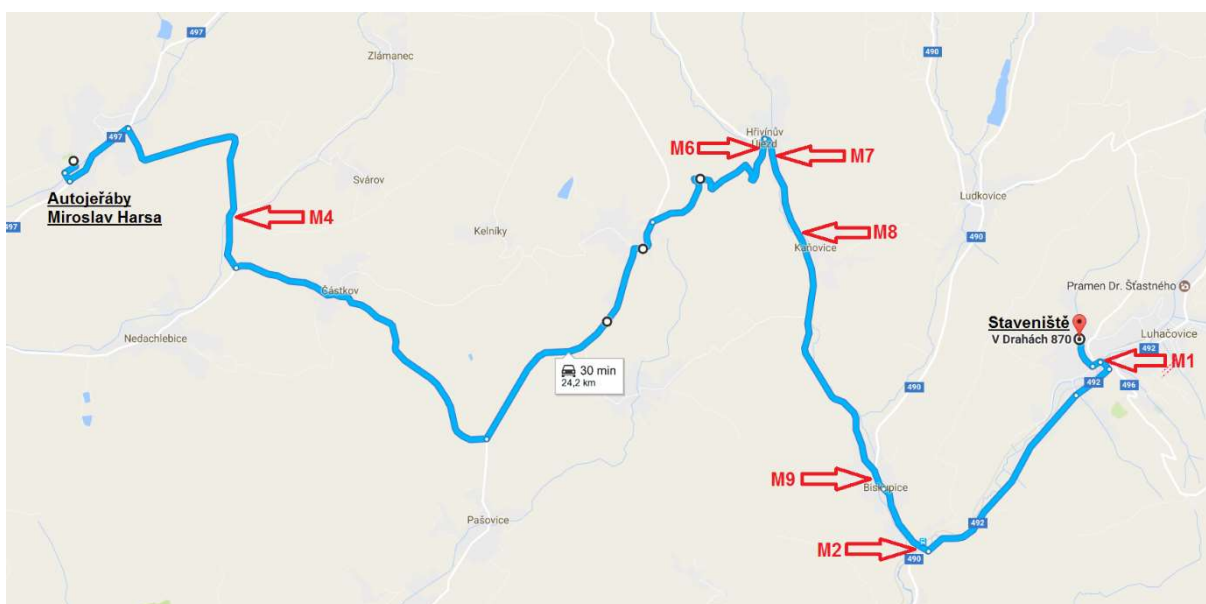 497
490
Zlámanec
497
Hřivínův
Újezd
M6
M7
Autojeřáby
Miroslav Harsa
Svárov
Ludkovice
497
M4
Kelníky
490
M8
Kaňovice
Pramen Dr. Šťastného
Částkov
Staveniště
V Drahách 870
Luhačovice
Nedachlebice
492
M1
30 min
24,2 km
490
492
496
M9
Biskupice
Pašovice
492
M2
490